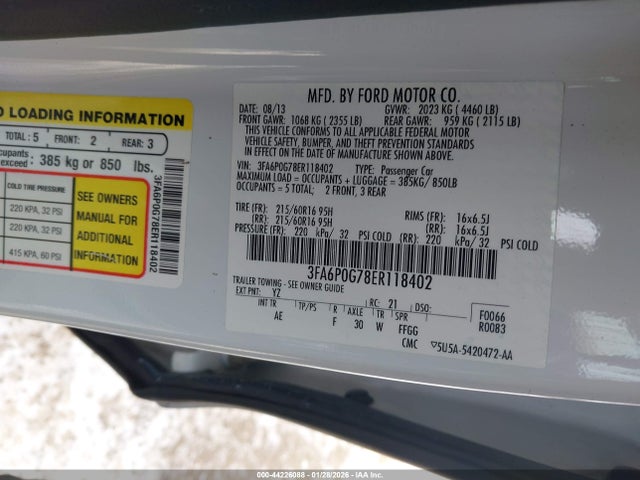 D LOADING INFORMATION
TOTAL: 5 FRONT: 2 REAR: 3
cupants exceed: 385 kg or 850 lbs.
COLD TIRE PRESSURE
220 KPA, 32 PSI
220 KPA, 32 PSI
415 KPA, 60 PSI
SEE OWNERS
MANUAL FOR
ADDITIONAL
INFORMATION
3FA6P0G78ER118402
MFD. BY FORD MOTOR CO.
DATE: 08/13 GVWR: 2023 KG ( 4460 LB)
FRONT GAWR: 1068 KG ( 2355 LB) REAR GAWR: 959 KG ( 2115 LB)
THIS VEHICLE CONFORMS TO ALL APPLICABLE FEDERAL MOTOR
VEHICLE SAFETY, BUMPER, AND THEFT PREVENTION STANDARDS
IN EFFECT ON THE DATE OF MANUFACTURE SHOWN ABOVE.
VIN: 3FA6P0G78ER118402 TYPE: Passenger Car
MAXIMUM LOAD = OCCUPANTS + LUGGAGE = 385KG/ 850LB
OCCUPANTS = 5 TOTAL; 2 FRONT, 3 REAR
TIRE (FR): 215/60R16 95H RIMS (FR): 16x6.5J
(RR): 215/60R16 95H (RR): 16x6.5J
PRESSURE (FR): 220 kPa/ 32 PSI COLD (RR): 220 kPa/ 32 PSI COLD
3FA6P0G78ER118402
TRAILER TOWING - SEE OWNER GUIDE
EXT PNT: YZ RC: 21 DSO: F0066
R0083
INT TR TP/PS R AXLE TR SPR
AE F 30 W FFGG
CMC 5U5A-5420472-AA
000-44226088 - 01/28/2026 - IAA Inc.